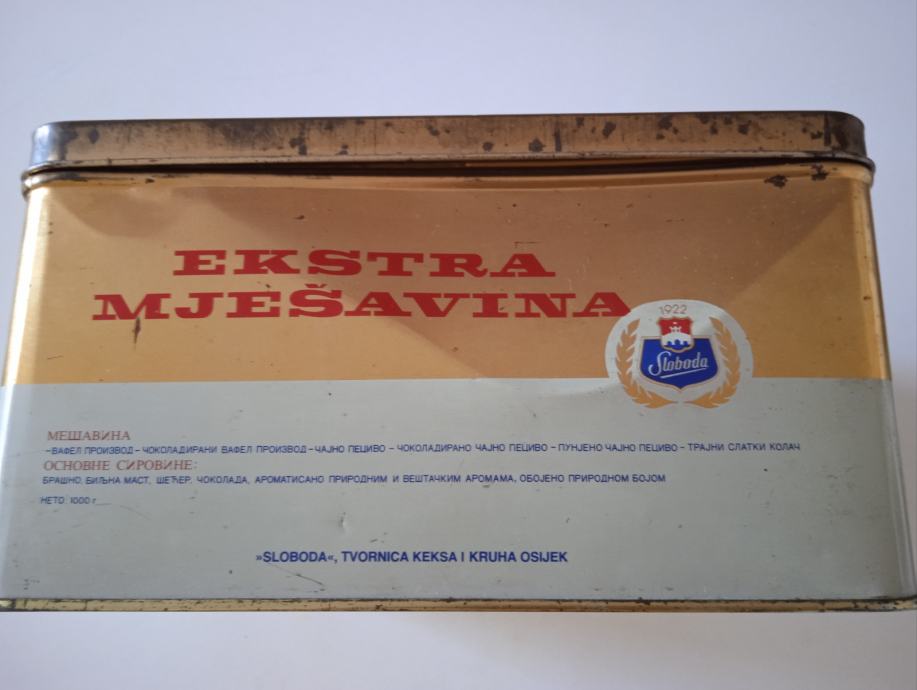 EKSTRA
MJEŠAVINA
1922
Sloboda
МЕШАВИНА
–ВАФЕЛ ПРОИЗВОД – ЧОКОЛАДИРАНИ ВАФЕЛ ПРОИЗВОД – ЧАЈНО ПЕЦИВО – ЧОКОЛАДИРАНО ЧАЈНО ПЕЦИВО – ПУНЈЕНО ЧАЈНО ПЕЦИВО – ТРАЈНИ СЛАТКИ КОЛАЧ
ОСНОВНЕ СИРОВИНЕ:
БРАШНО, БИЉНА МАСТ, ШЕЋЕР, ЧОКОЛАДА, АРОМАТИСАНО ПРИРОДНИМ И ВЕШТАЧКИМ АРОМАМА, ОБОЈЕНО ПРИРОДНОМ БОЈОМ
НЕТО: 1000 г
»SLOBODA«, TVORNICA KEKSA I KRUHA OSIJEK